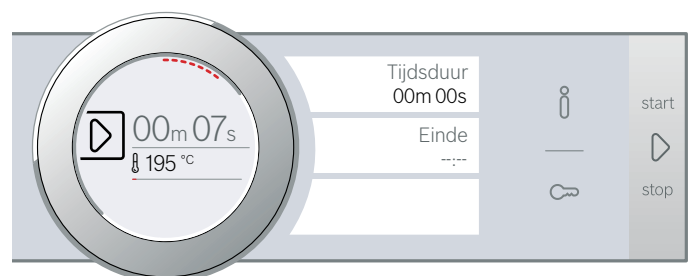 00m 07s
195 °C
Tijdsduur
00m 00s
Einde
--:--
start
stop